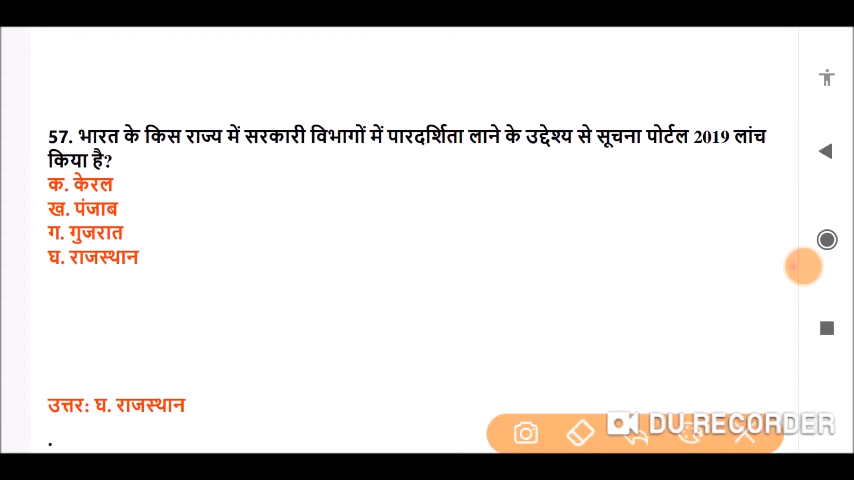 57. भारत के किस राज्य में सरकारी विभागों में पारदर्शिता लाने के उद्देश्य से सूचना पोर्टल 2019 लांच
किया है?
क. केरल
ख. पंजाब
ग. गुजरात
घ. राजस्थान
उत्तर: घ. राजस्थान
.
DU RECORDER